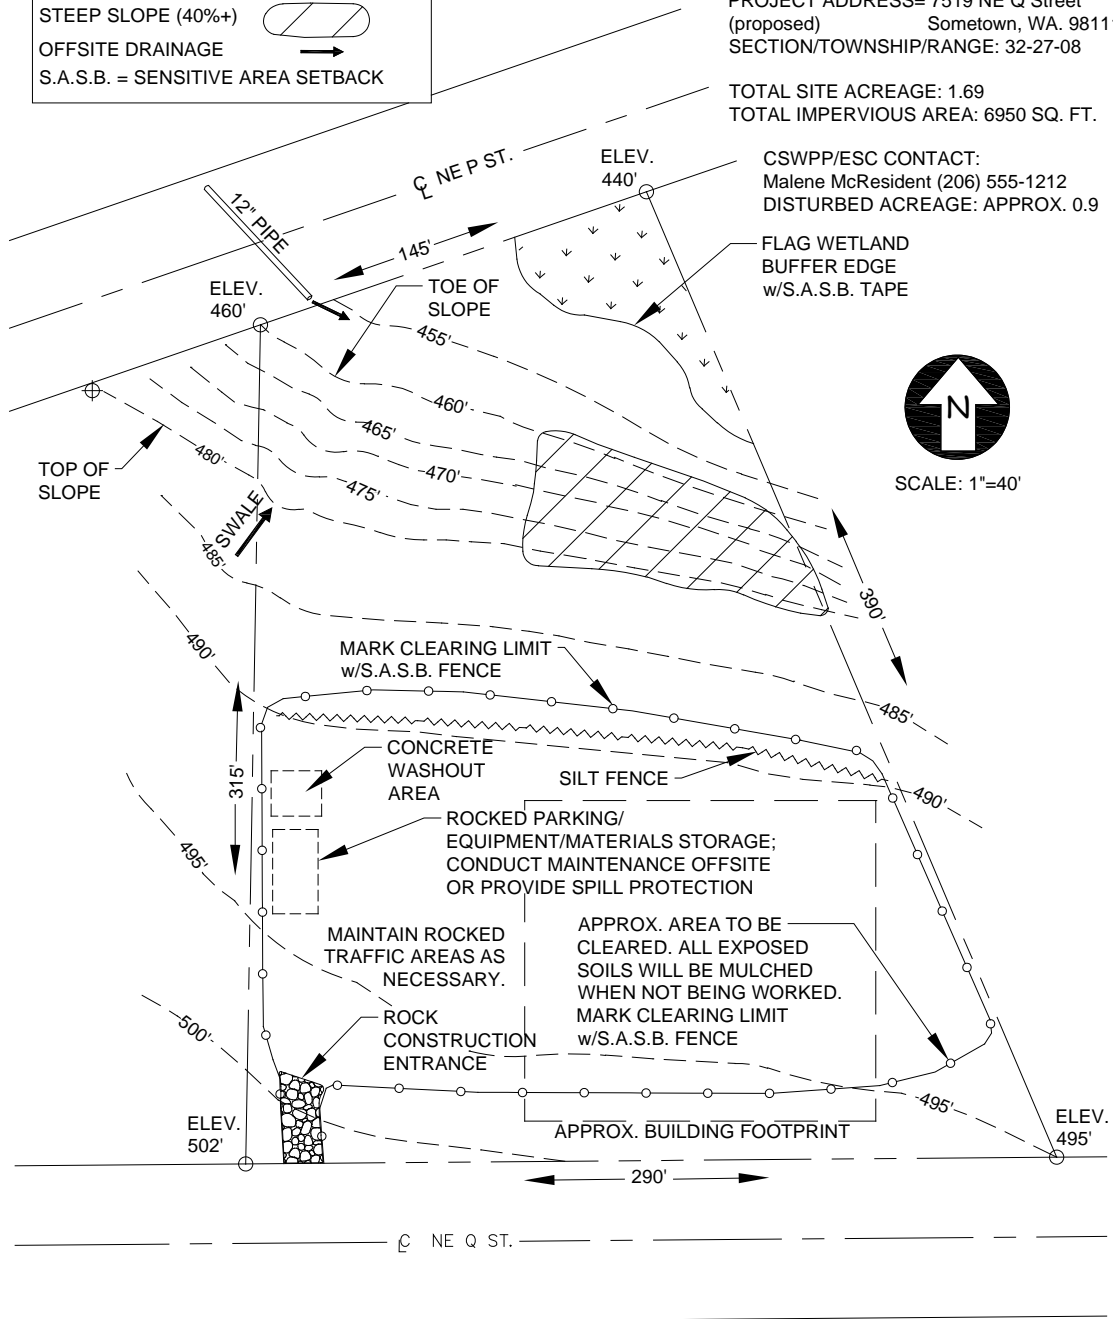 STEEP SLOPE (40%+)
OFFSITE DRAINAGE
S.A.S.B. = SENSITIVE AREA SETBACK
PROJECT ADDRESS= 7519 NE Q Street
(proposed) Sometown, WA. 9811
SECTION/TOWNSHIP/RANGE: 32-27-08
TOTAL SITE ACREAGE: 1.69
TOTAL IMPERVIOUS AREA: 6950 SQ. FT.
CSWPP/ESC CONTACT:
Malene McResident (206) 555-1212
DISTURBED ACREAGE: APPROX. 0.9
℄ NE P ST.
ELEV.
440'
12" PIPE
145'
FLAG WETLAND
BUFFER EDGE
w/S.A.S.B. TAPE
ELEV.
460'
TOE OF
SLOPE
455'
460'
465'
470'
475'
480'
TOP OF
SLOPE
SWALE
485'
N
SCALE: 1"=40'
390'
490'
MARK CLEARING LIMIT
w/S.A.S.B. FENCE
485'
315'
CONCRETE
WASHOUT
AREA
SILT FENCE
490'
ROCKED PARKING/
EQUIPMENT/MATERIALS STORAGE;
CONDUCT MAINTENANCE OFFSITE
OR PROVIDE SPILL PROTECTION
495'
MAINTAIN ROCKED
TRAFFIC AREAS AS
NECESSARY.
APPROX. AREA TO BE
CLEARED. ALL EXPOSED
SOILS WILL BE MULCHED
WHEN NOT BEING WORKED.
MARK CLEARING LIMIT
w/S.A.S.B. FENCE
500'
ROCK
CONSTRUCTION
ENTRANCE
495'
ELEV.
502'
APPROX. BUILDING FOOTPRINT
ELEV.
495'
290'
℄ NE Q ST.